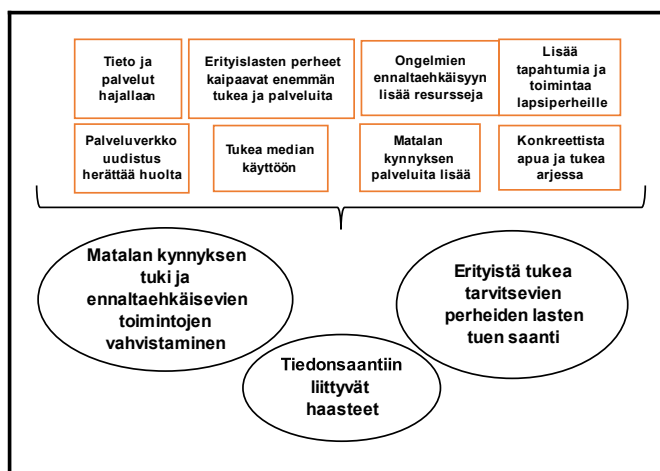 Tieto ja
palvelut
hajallaan
Erityislasten perheet
kaipaavat enemmän
tukea ja palveluita
Ongelmien
ennaltaehkäisyyn
lisää resursseja
Lisää
tapahtumia ja
toimintaa
lapsiperheille
Palveluverkko
uudistus
herättää huolta
Tukea median
käyttöön
Matalan
kynnyksen
palveluita lisää
Konkreettista
apua ja tukea
arjessa
Matalan kynnyksen
tuki ja
ennaltaehkäisevien
toimintojen
vahvistaminen
Erityistä tukea
tarvitsevien
perheiden lasten
tuen saanti
Tiedonsaantiin
liittyvät
haasteet